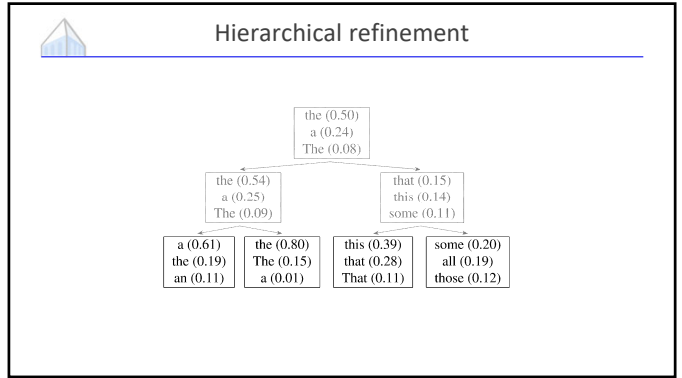 Hierarchical refinement
the (0.50)
a (0.24)
The (0.08)
the (0.54)
a (0.25)
The (0.09)
that (0.15)
this (0.14)
some (0.11)
a (0.61)
the (0.19)
an (0.11)
the (0.80)
The (0.15)
a (0.01)
this (0.39)
that (0.28)
That (0.11)
some (0.20)
all (0.19)
those (0.12)